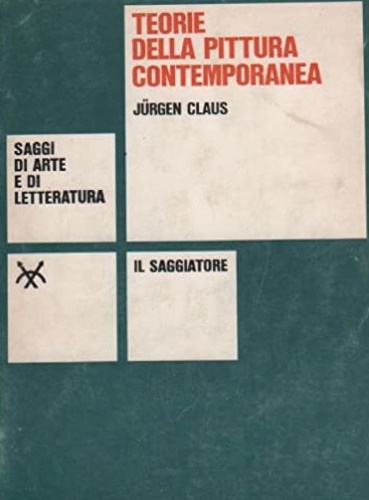 TEORIE
DELLA PITTURA
CONTEMPORANEA
JÜRGEN CLAUS
SAGGI
DI ARTE
E DI
LETTERATURA
IL SAGGIATORE